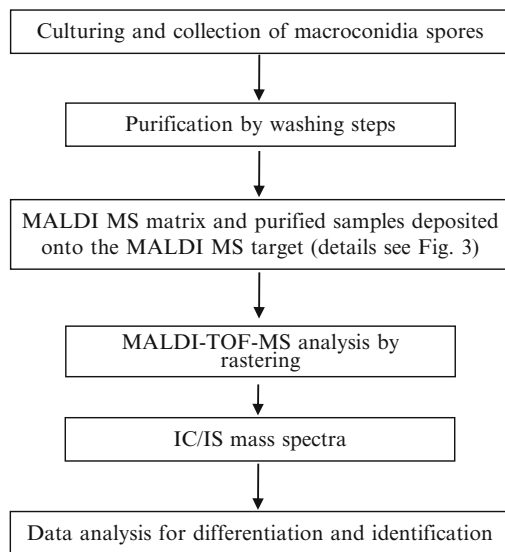 Culturing and collection of macroconidia spores
Purification by washing steps
MALDI MS matrix and purified samples deposited
onto the MALDI MS target (details see Fig. 3)
MALDI-TOF-MS analysis by
rastering
IC/IS mass spectra
Data analysis for differentiation and identification